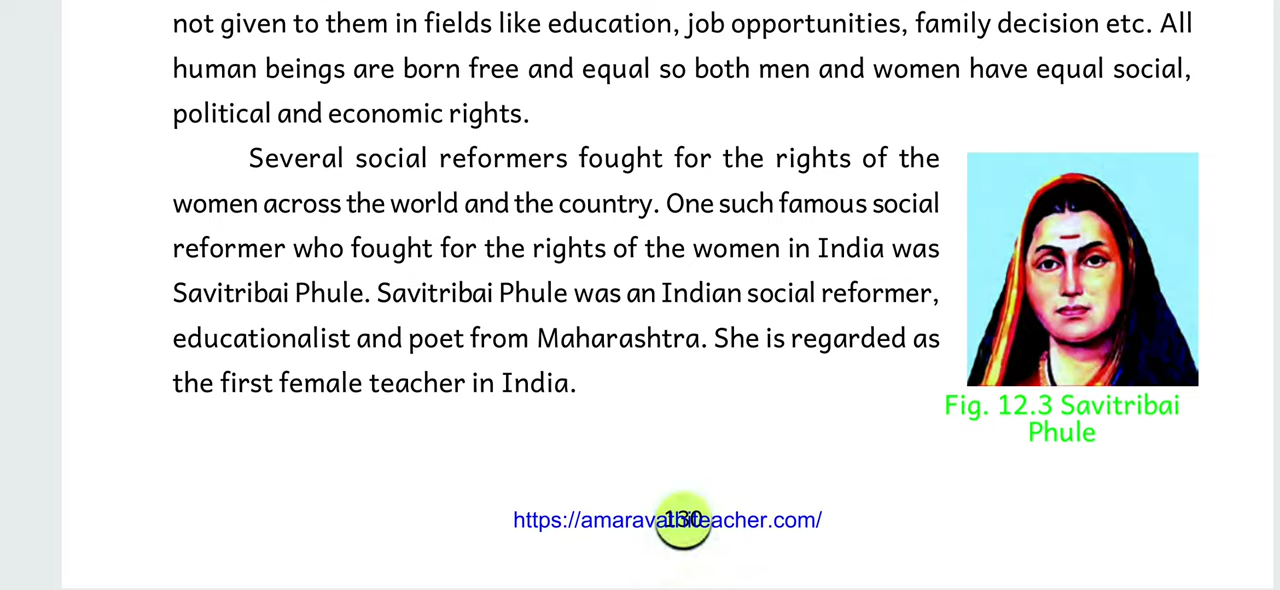 not given to them in fields like education, job opportunities, family decision etc. All
human beings are born free and equal so both men and women have equal social,
political and economic rights.
Several social reformers fought for the rights of the
women across the world and the country. One such famous social
reformer who fought for the rights of the women in India was
Savitribai Phule. Savitribai Phule was an Indian social reformer,
educationalist and poet from Maharashtra. She is regarded as
the first female teacher in India.
Fig. 12.3 Savitribai
Phule
130
https://amaravathiteacher.com/